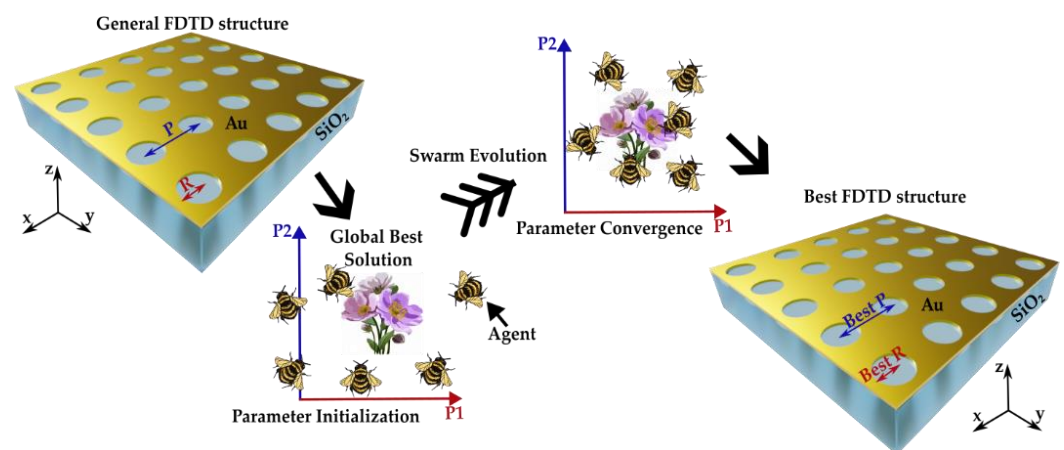 General FDTD structure
P
Au
SiO₂
R
z
x
y
Swarm Evolution
P2
P1
Parameter Convergence
P2
Global Best
Solution
Agent
P1
Parameter Initialization
Best FDTD structure
Best P
Au
SiO₂
Best R
z
x
y